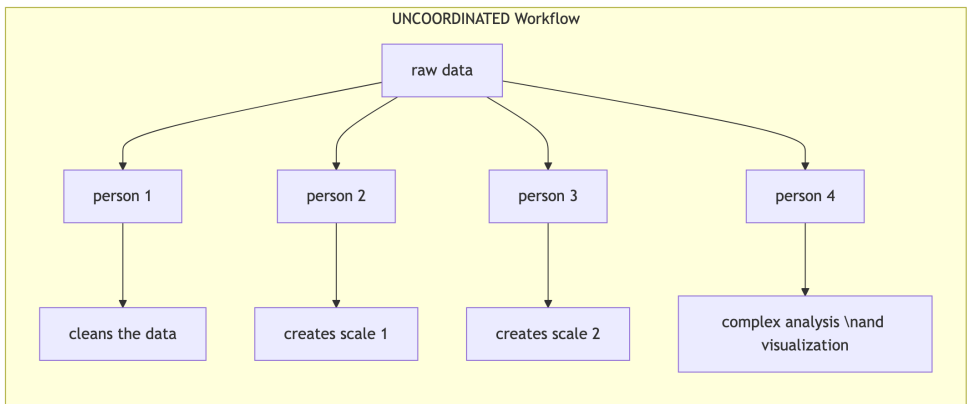 UNCOORDINATED Workflow
raw data
person 1
person 2
person 3
person 4
cleans the data
creates scale 1
creates scale 2
complex analysis \nand
visualization